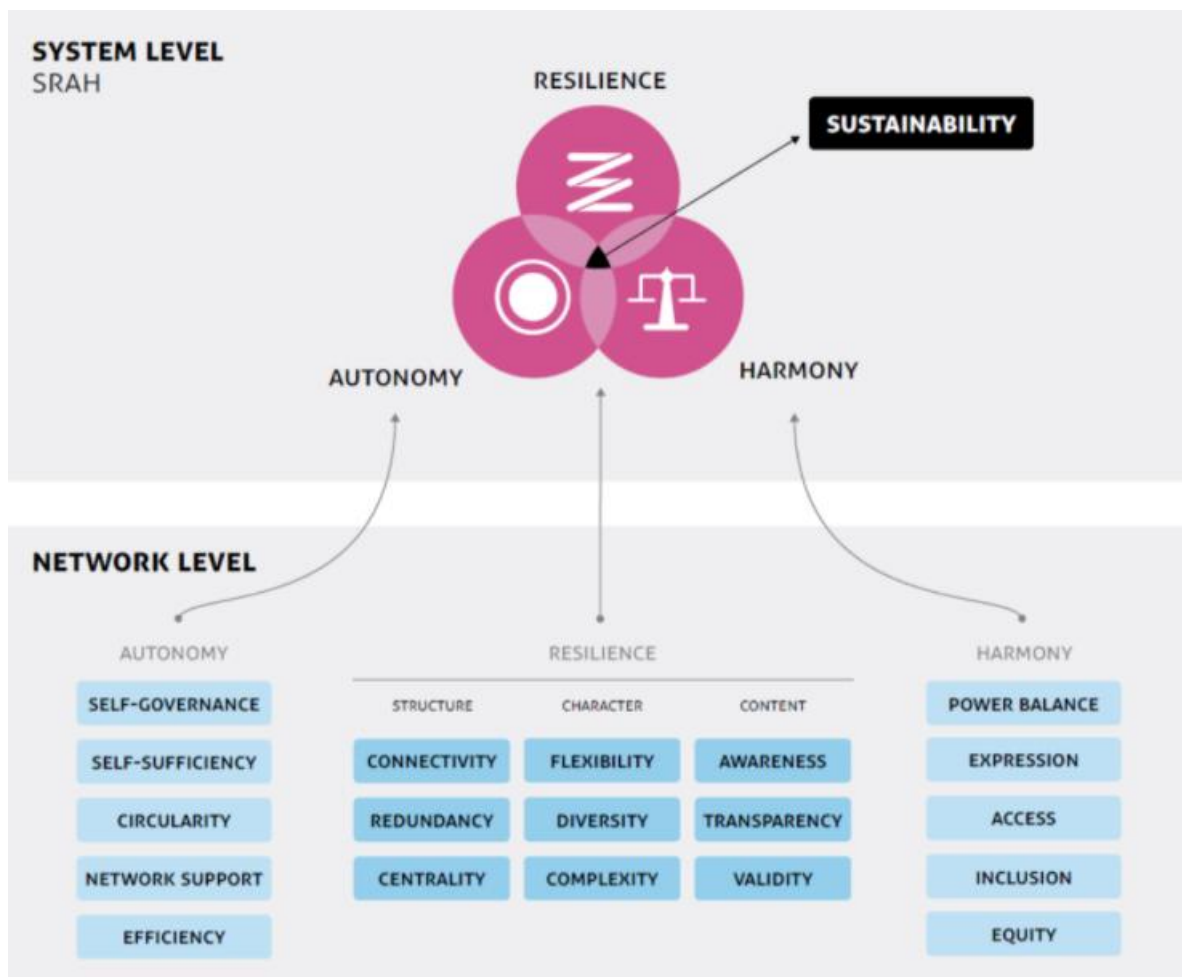 SYSTEM LEVEL
SRAH
RESILIENCE
SUSTAINABILITY
AUTONOMY
HARMONY
NETWORK LEVEL
AUTONOMY
RESILIENCE
HARMONY
SELF-GOVERNANCE
SELF-SUFFICIENCY
CIRCULARITY
NETWORK SUPPORT
EFFICIENCY
STRUCTURE
CHARACTER
CONTENT
CONNECTIVITY
FLEXIBILITY
AWARENESS
REDUNDANCY
DIVERSITY
TRANSPARENCY
CENTRALITY
COMPLEXITY
VALIDITY
POWER BALANCE
EXPRESSION
ACCESS
INCLUSION
EQUITY